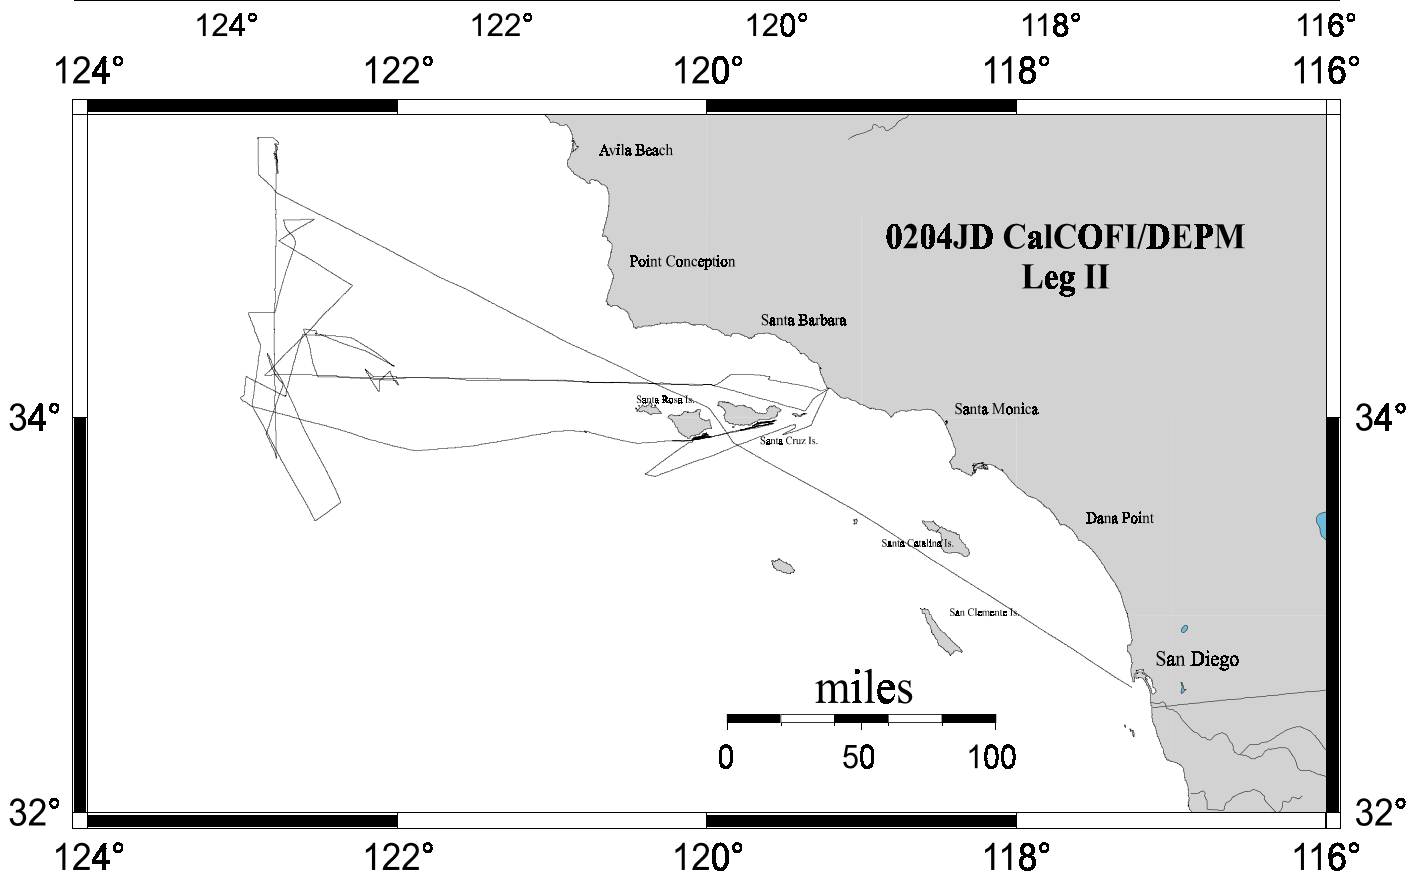 124° 122° 120° 118° 116°
124° 122° 120° 118° 116°
Avila Beach
0204JD CalCOFI/DEPM
Leg II
Point Conception
Santa Barbara
Santa Rosa Is.
34° Santa Monica 34°
Santa Cruz Is.
Dana Point
Santa Catalina Is.
San Clemente Is.
San Diego
miles
0 50 100
32° 32°
124° 122° 120° 118° 116°